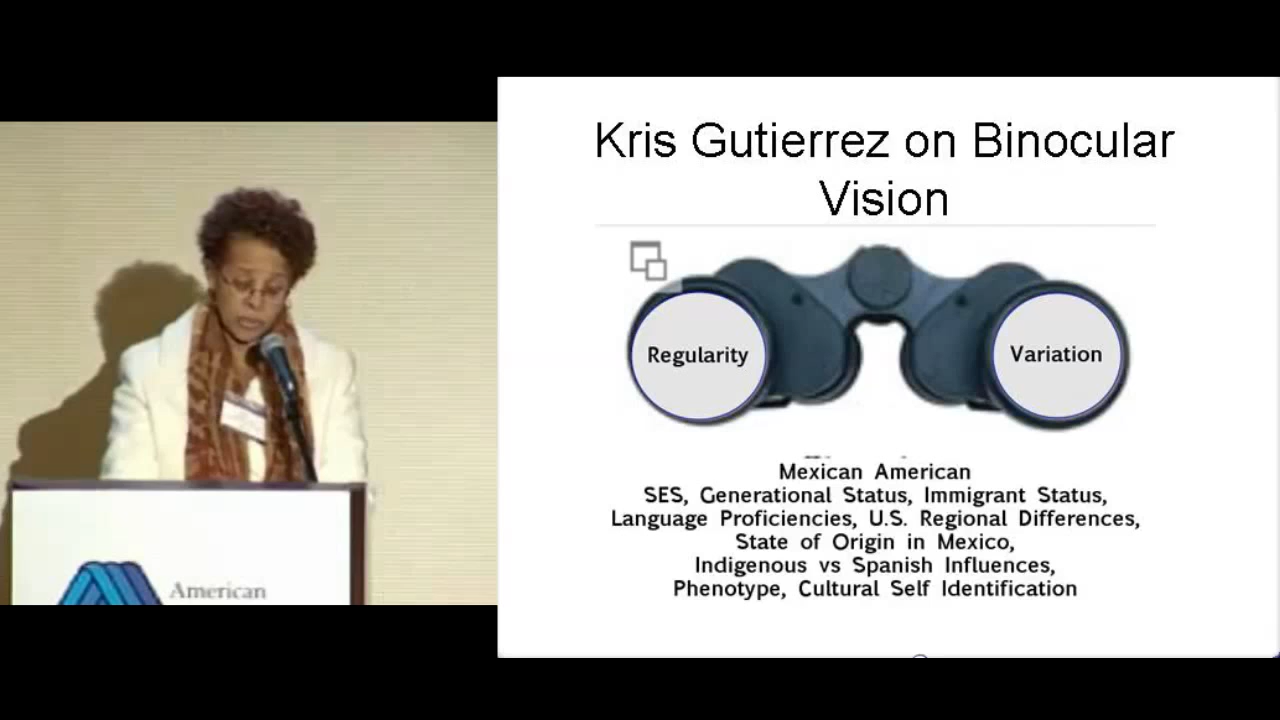 Kris Gutierrez on Binocular
Vision
Regularity
Variation
Mexican American
SES, Generational Status, Immigrant Status,
Language Proficiencies, U.S. Regional Differences,
State of Origin in Mexico,
Indigenous vs Spanish Influences,
Phenotype, Cultural Self Identification
American